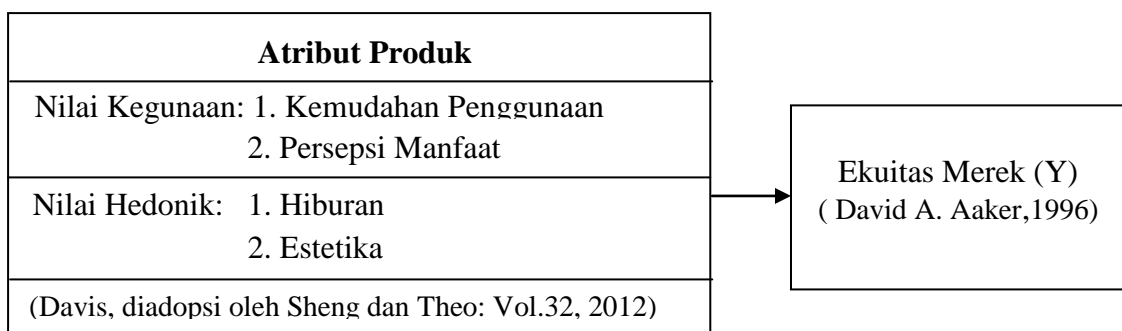 Atribut Produk
Nilai Kegunaan: 1. Kemudahan Penggunaan
2. Persepsi Manfaat
Nilai Hedonik: 1. Hiburan
2. Estetika
(Davis, diadopsi oleh Sheng dan Theo: Vol.32, 2012)
Ekuitas Merek (Y)
( David A. Aaker,1996)